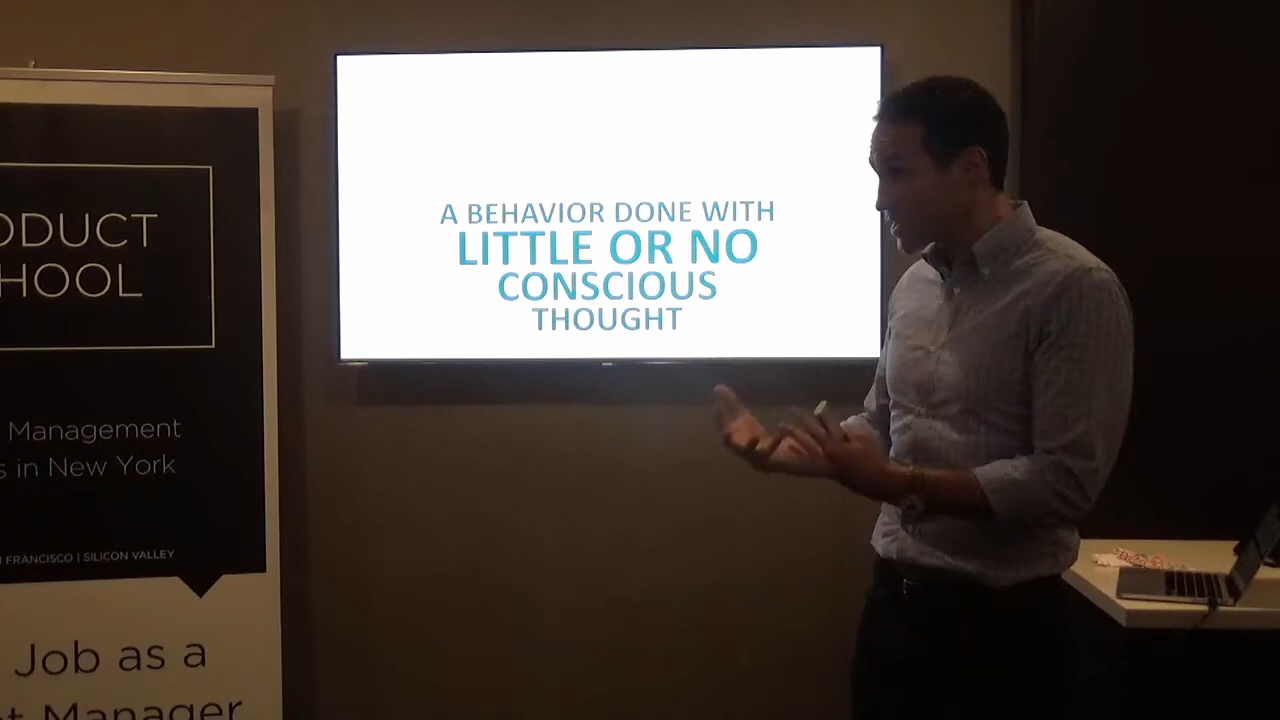 ODUCT
HOOL
Management
s in New York
FRANCISCO | SILICON VALLEY
Job as a
t Manager
A BEHAVIOR DONE WITH
LITTLE OR NO
CONSCIOUS
THOUGHT